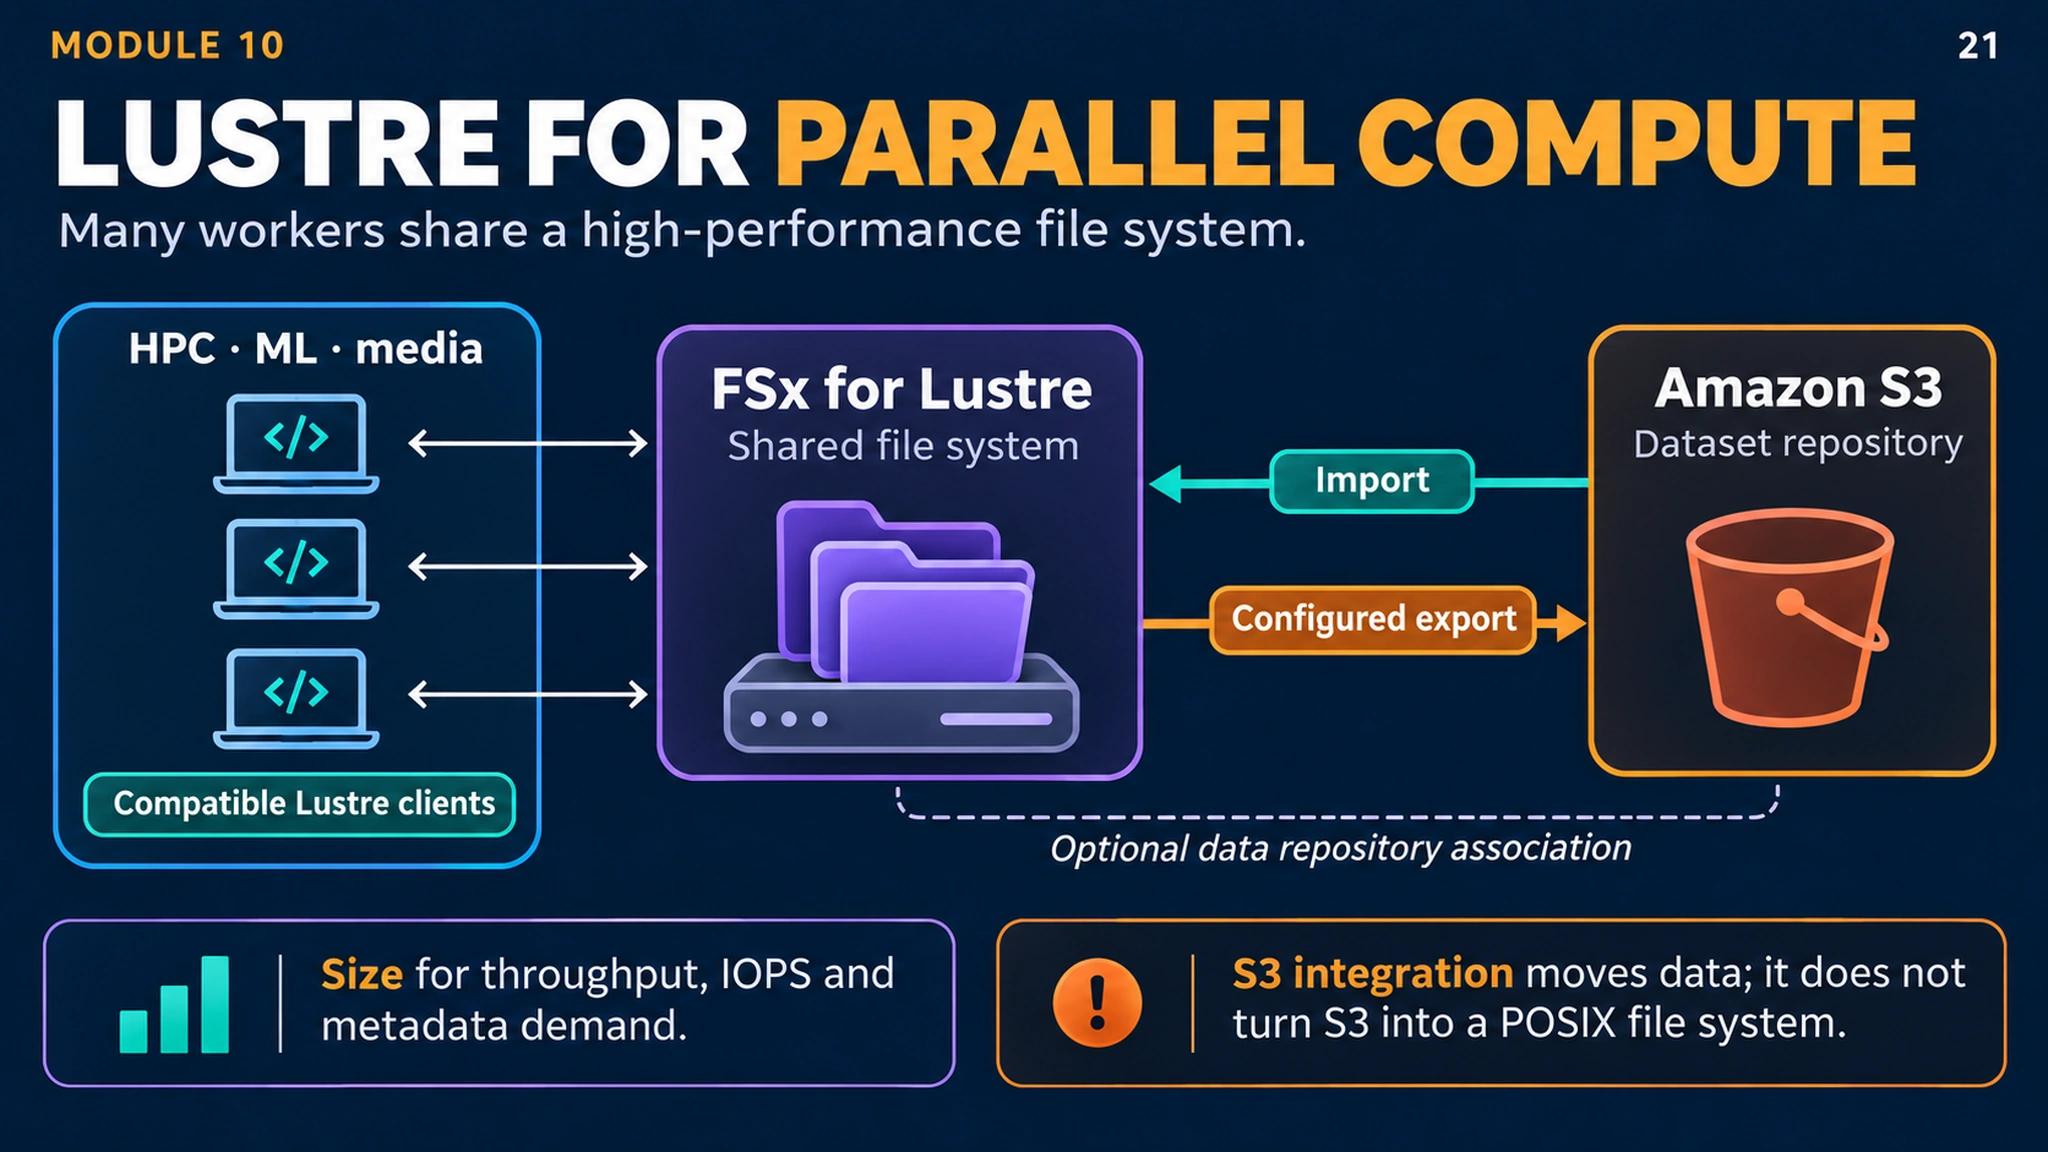 MODULE 10
21
LUSTRE FOR PARALLEL COMPUTE
Many workers share a high-performance file system.
HPC · ML · media
</>
</>
</>
Compatible Lustre clients
FSx for Lustre
Shared file system
Import
Configured export
Amazon S3
Dataset repository
Optional data repository association
Size for throughput, IOPS and
metadata demand.
!
S3 integration moves data; it does not
turn S3 into a POSIX file system.